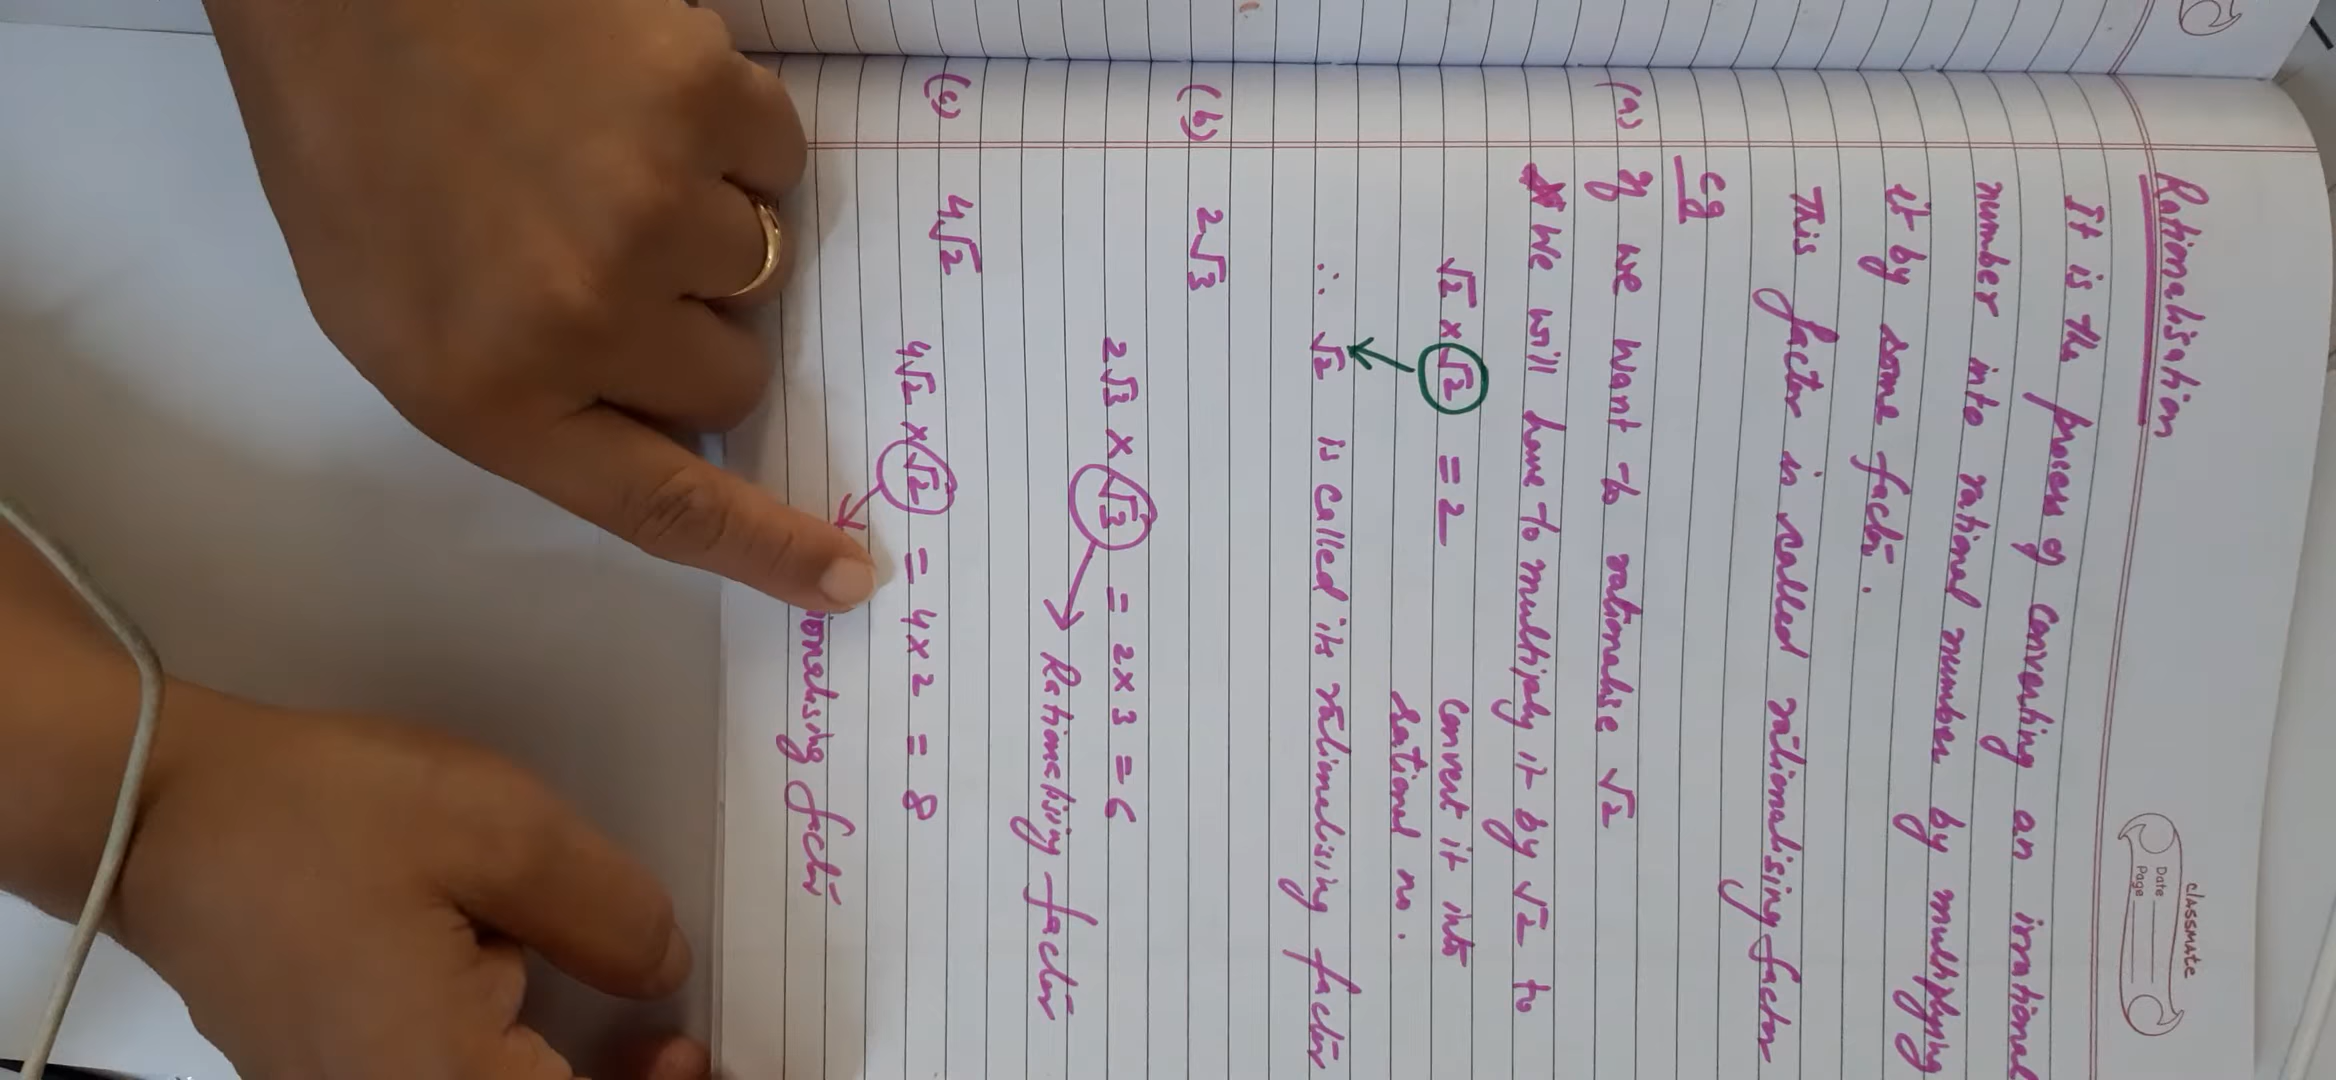 classmate
Date
Page
Rationalisation
It is the process of converting an irrational
number into rational number by multiplying
it by some factor.
This factor is called rationalising factor
eg
(a) If we want to rationalise √2
We will have to multiply it by √2 to
√2 × √2 = 2 convert it into
rational no.
∴ √2 is called its rationalising factor
(b) 2√3
2√3 × √3 = 2×3 = 6
Rationalising factor
(c) 4√2
4√2 × √2 = 4×2 = 8
factor